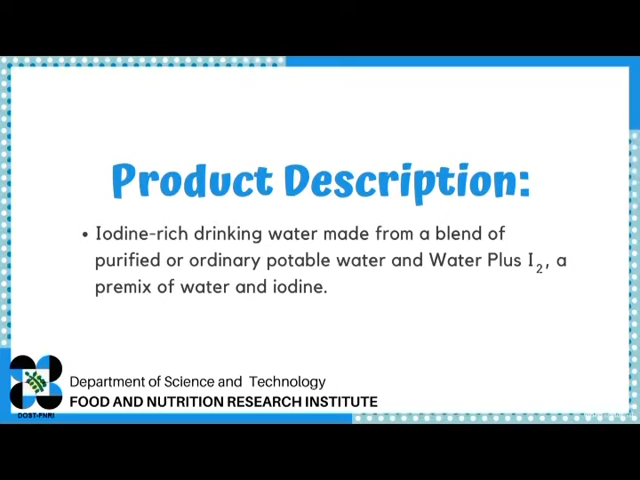 Product Description:
• Iodine-rich drinking water made from a blend of
purified or ordinary potable water and Water Plus I₂, a
premix of water and iodine.
Department of Science and Technology
FOOD AND NUTRITION RESEARCH INSTITUTE
DOST-FNRI